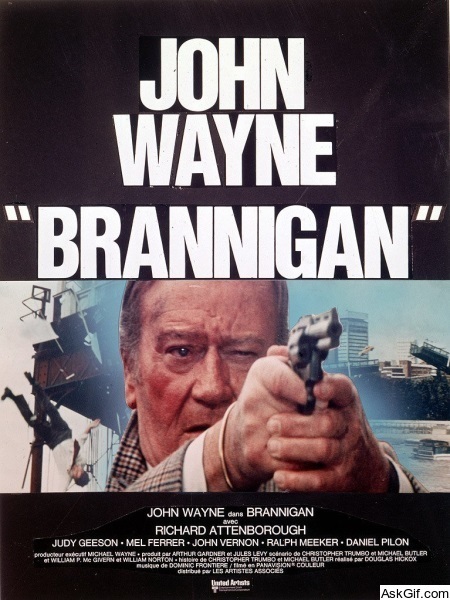 JOHN
WAYNE
"BRANNIGAN"
JOHN WAYNE dans BRANNIGAN
avec
RICHARD ATTENBOROUGH
JUDY GEESON • MEL FERRER • JOHN VERNON • RALPH MEEKER • DANIEL PILON
producteur exécutif MICHAEL WAYNE • produit par ARTHUR GARDNER et JULES LEVY scénario de CHRISTOPHER TRUMBO et MICHAEL BUTLER
et WILLIAM P. Mc GIVERN et WILLIAM NORTON • histoire de CHRISTOPHER TRUMBO et MICHAEL BUTLER réalisé par DOUGLAS HICKOX
musique de DOMINIC FRONTIERE / filmé en PANAVISION® COULEUR
distribué par LES ARTISTES ASSOCIÉS
United Artists
AskGif.com